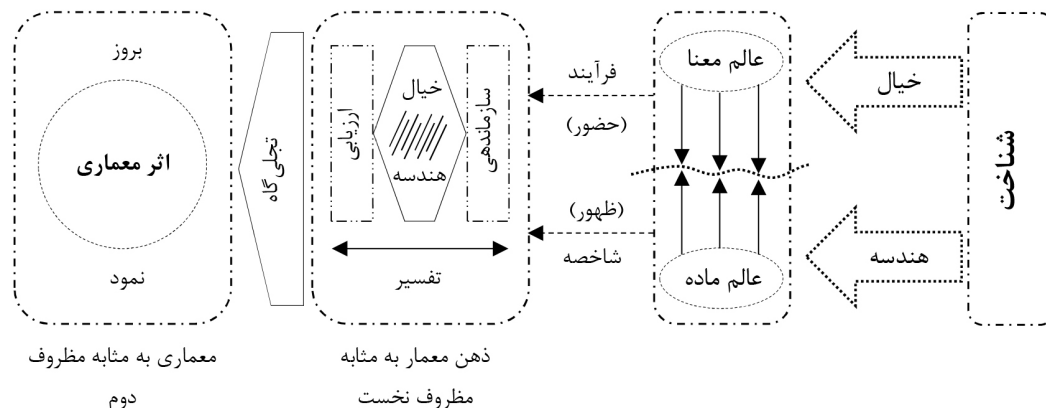 شناخت
خیال
هندسه
عالم معنا
عالم ماده
فرآیند
(حضور)
(ظهور)
شاخصه
سازماندهی
خیال
هندسه
ارزیابی
تفسیر
ذهن معمار به مثابه
مظروف نخست
تجلی گاه
بروز
اثر معماری
نمود
معماری به مثابه مظروف
دوم